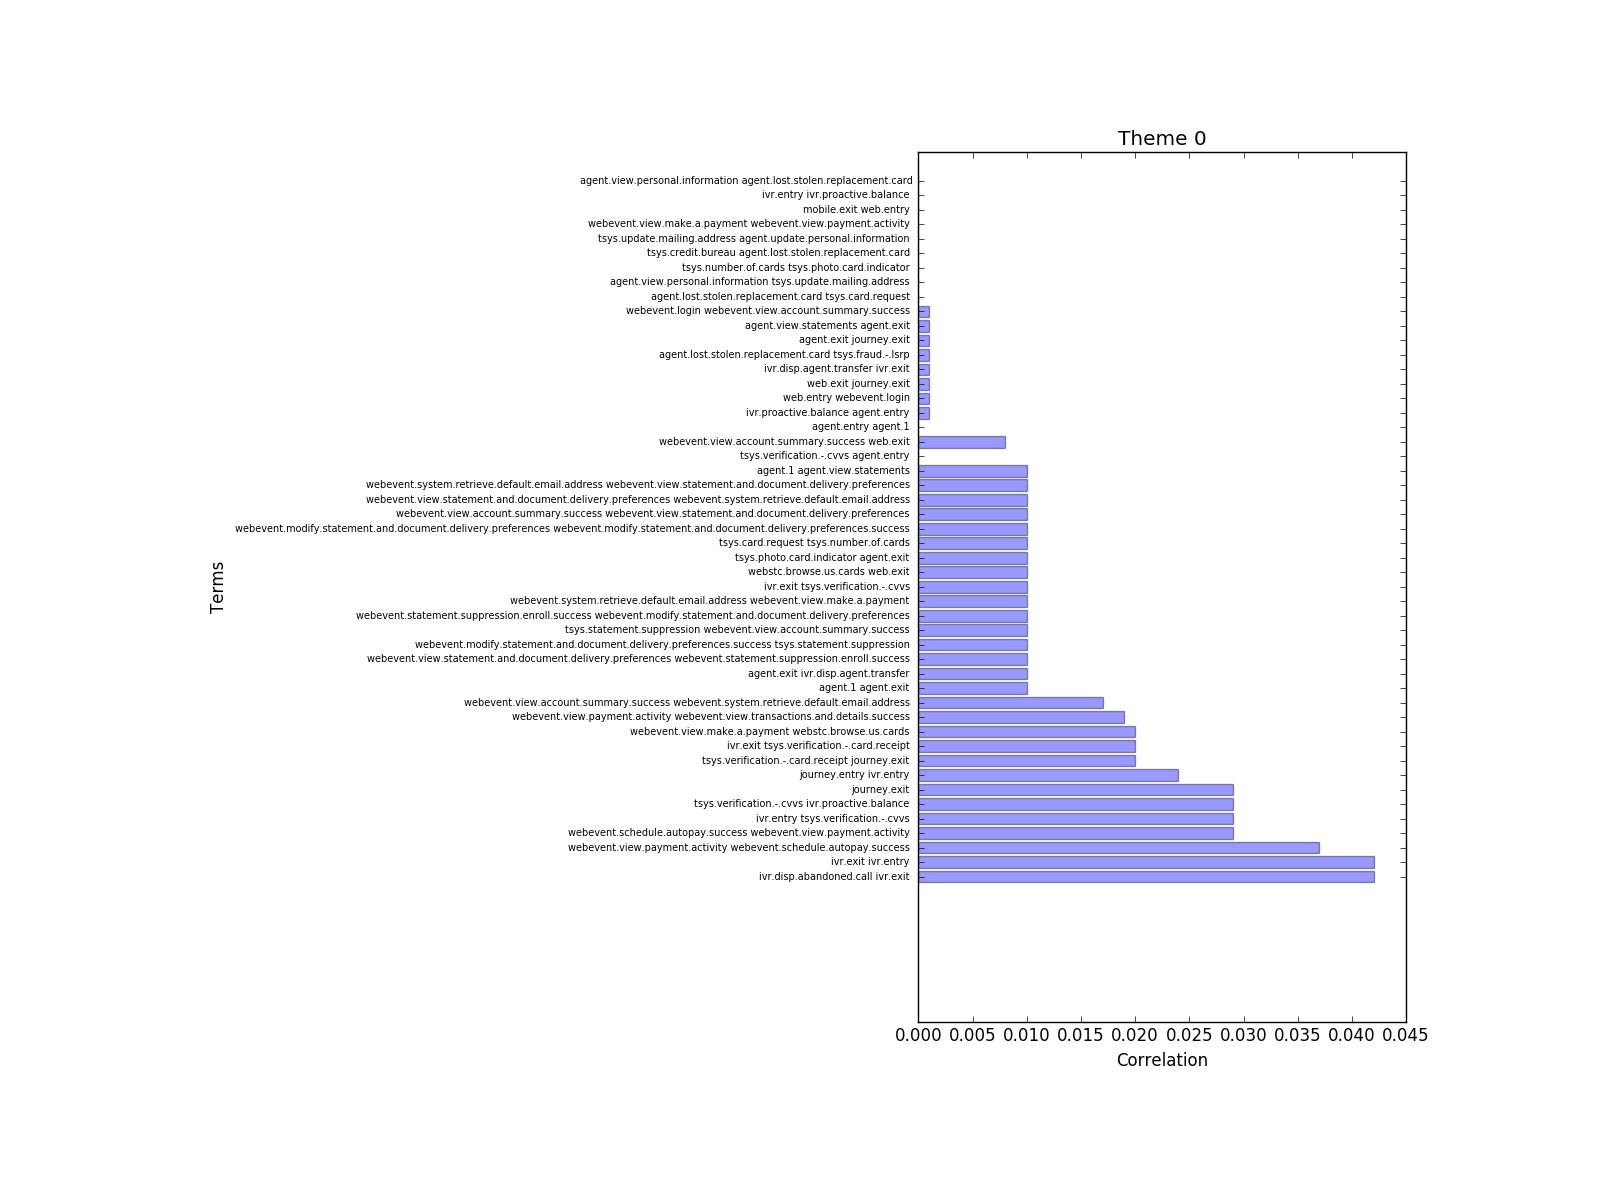 Theme 0
agent.view.personal.information agent.lost.stolen.replacement.card
ivr.entry ivr.proactive.balance
mobile.exit web.entry
webevent.view.make.a.payment webevent.view.payment.activity
tsys.update.mailing.address agent.update.personal.information
tsys.credit.bureau agent.lost.stolen.replacement.card
tsys.number.of.cards tsys.photo.card.indicator
agent.view.personal.information tsys.update.mailing.address
agent.lost.stolen.replacement.card tsys.card.request
webevent.login webevent.view.account.summary.success
agent.view.statements agent.exit
agent.exit journey.exit
agent.lost.stolen.replacement.card tsys.fraud.-.lsrp
ivr.disp.agent.transfer ivr.exit
web.exit journey.exit
web.entry webevent.login
ivr.proactive.balance agent.entry
agent.entry agent.1
webevent.view.account.summary.success web.exit
tsys.verification.-.cvvs agent.entry
agent.1 agent.view.statements
webevent.system.retrieve.default.email.address webevent.view.statement.and.document.delivery.preferences
webevent.view.statement.and.document.delivery.preferences webevent.system.retrieve.default.email.address
webevent.view.account.summary.success webevent.view.statement.and.document.delivery.preferences
webevent.modify.statement.and.document.delivery.preferences webevent.modify.statement.and.document.delivery.preferences.success
tsys.card.request tsys.number.of.cards
tsys.photo.card.indicator agent.exit
webstc.browse.us.cards web.exit
ivr.exit tsys.verification.-.cvvs
webevent.system.retrieve.default.email.address webevent.view.make.a.payment
webevent.statement.suppression.enroll.success webevent.modify.statement.and.document.delivery.preferences
tsys.statement.suppression webevent.view.account.summary.success
webevent.modify.statement.and.document.delivery.preferences.success tsys.statement.suppression
webevent.view.statement.and.document.delivery.preferences webevent.statement.suppression.enroll.success
agent.exit ivr.disp.agent.transfer
agent.1 agent.exit
webevent.view.account.summary.success webevent.system.retrieve.default.email.address
webevent.view.payment.activity webevent.view.transactions.and.details.success
webevent.view.make.a.payment webstc.browse.us.cards
ivr.exit tsys.verification.-.card.receipt
tsys.verification.-.card.receipt journey.exit
journey.entry ivr.entry
journey.exit
tsys.verification.-.cvvs ivr.proactive.balance
ivr.entry tsys.verification.-.cvvs
webevent.schedule.autopay.success webevent.view.payment.activity
webevent.view.payment.activity webevent.schedule.autopay.success
ivr.exit ivr.entry
ivr.disp.abandoned.call ivr.exit
Terms
0.000 0.005 0.010 0.015 0.020 0.025 0.030 0.035 0.040 0.045
Correlation